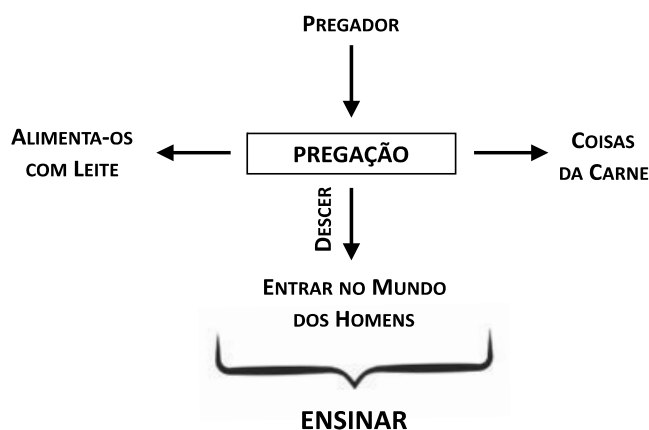 PREGADOR
ALIMENTA-OS
COM LEITE
PREGAÇÃO
COISAS
DA CARNE
DESCER
ENTRAR NO MUNDO
DOS HOMENS
ENSINAR